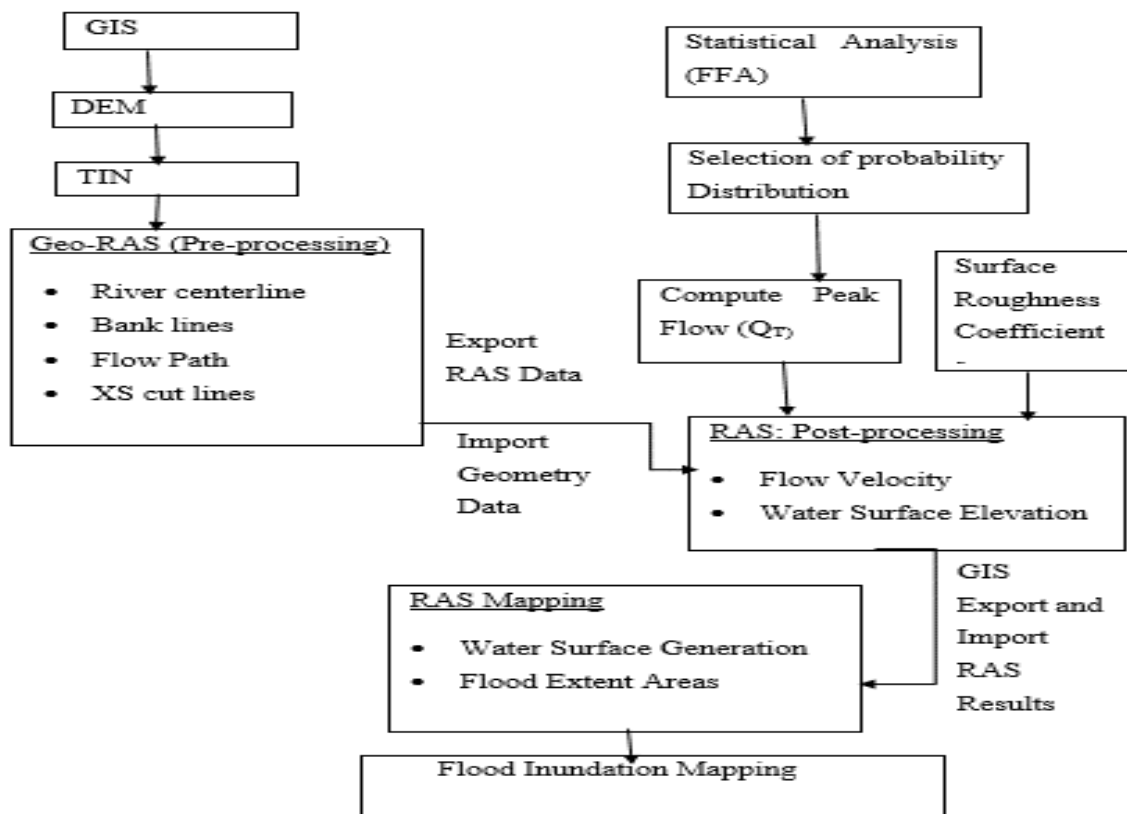 GIS
DEM
TIN
Geo-RAS (Pre-processing)
• River centerline
• Bank lines
• Flow Path
• XS cut lines
Export
RAS Data
Import
Geometry
Data
Statistical Analysis
(FFA)
Selection of probability
Distribution
Compute Peak
Flow (QT)
Surface
Roughness
Coefficient
-
RAS: Post-processing
• Flow Velocity
• Water Surface Elevation
GIS
Export and
Import
RAS
Results
RAS Mapping
• Water Surface Generation
• Flood Extent Areas
Flood Inundation Mapping